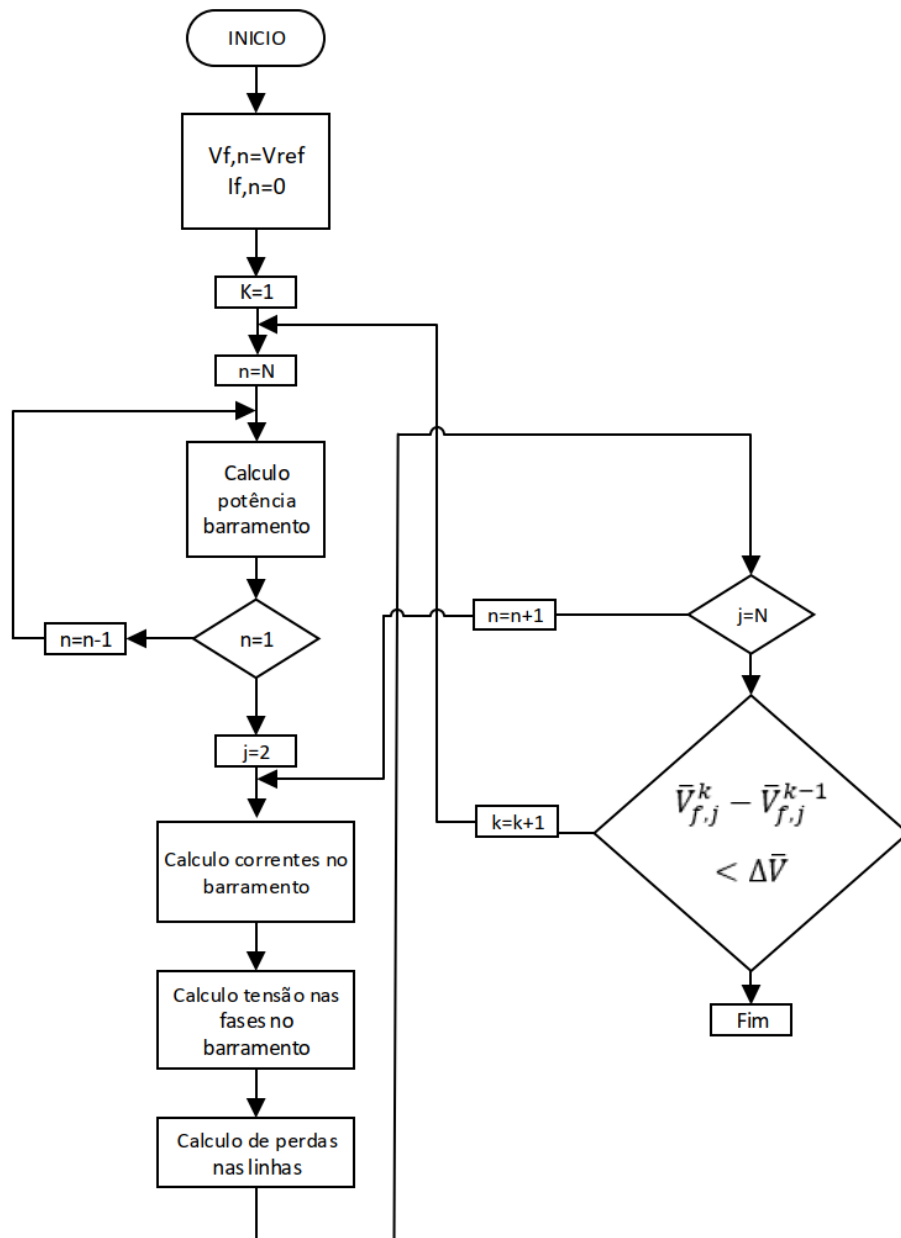 INICIO
Vf,n=Vref
If,n=0
K=1
n=N
Calculo
potência
barramento
n=n-1
n=1
n=n+1
j=N
j=2
Calculo correntes no
barramento
k=k+1
V̄ᵏf,j − V̄ᵏ⁻¹f,j
< ΔV̄
Calculo tensão nas
fases no
barramento
Fim
Calculo de perdas
nas linhas